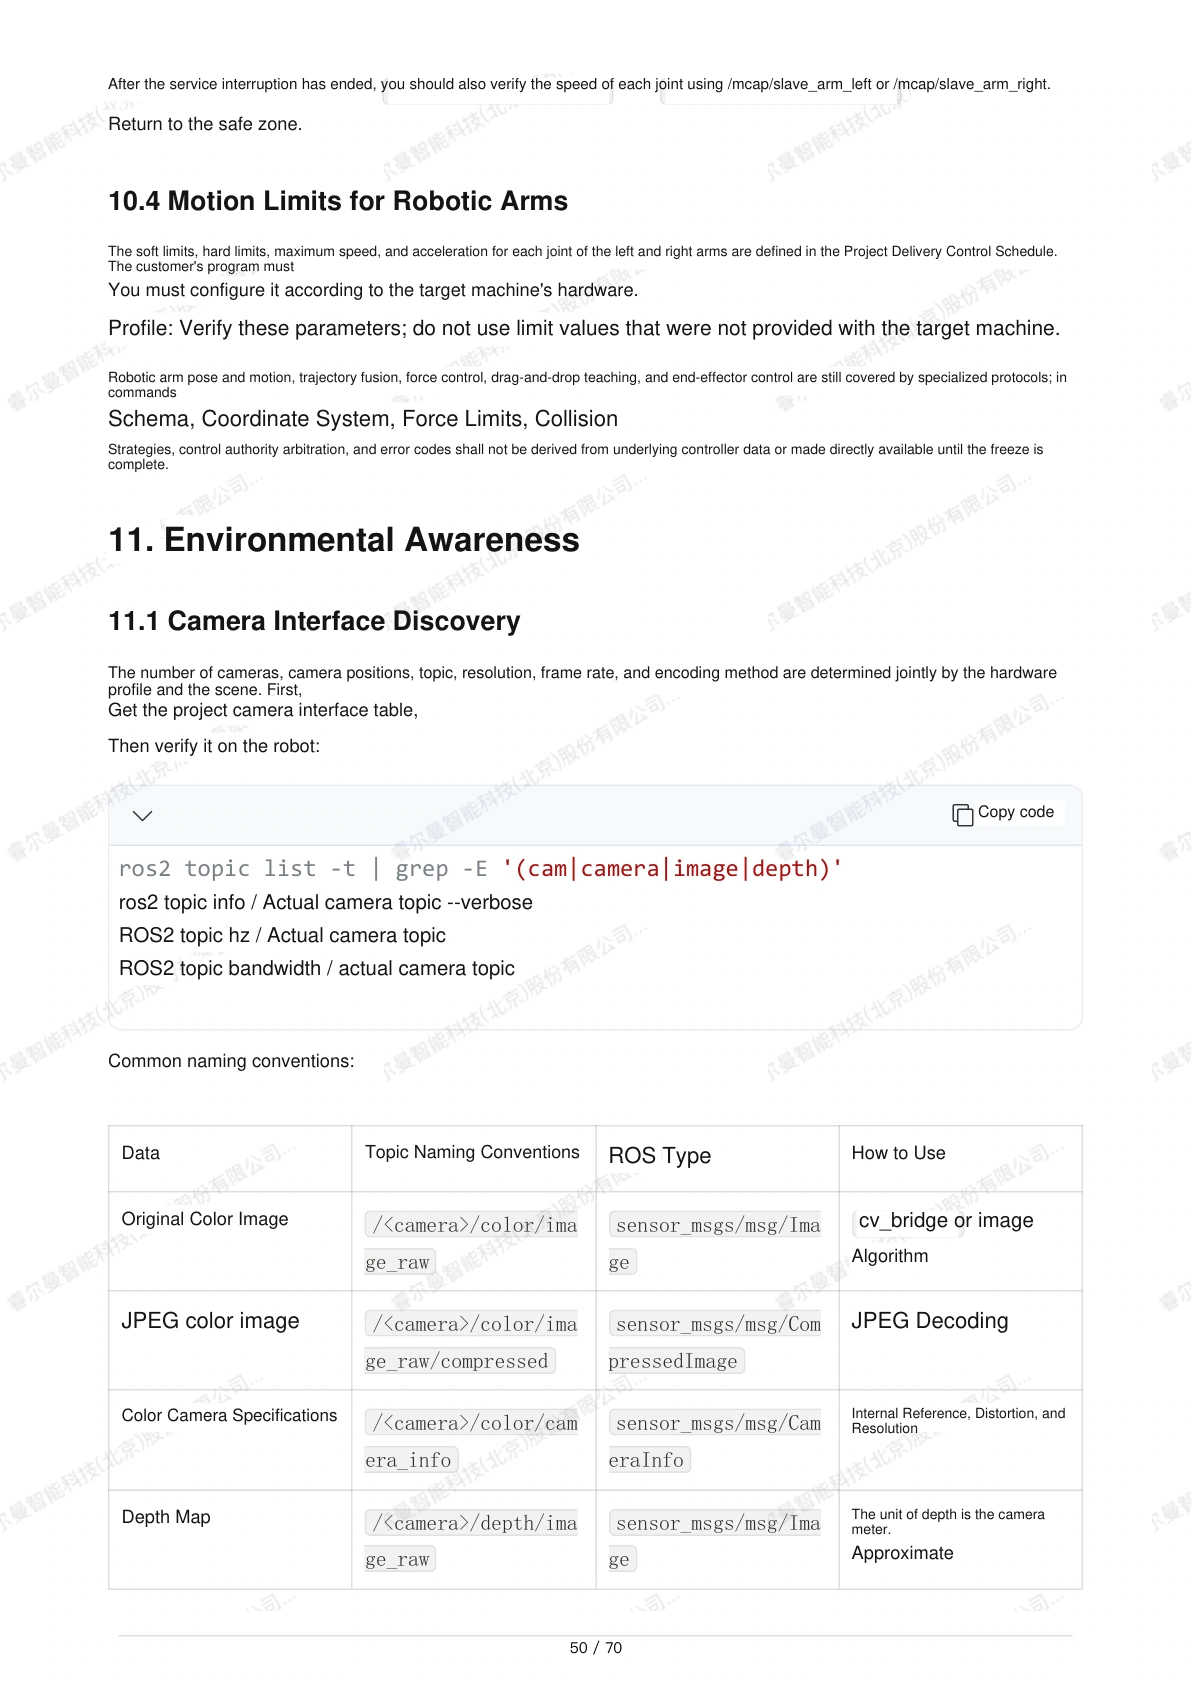 After the service interruption has ended, you should also verify the speed of each joint using /mcap/slave_arm_left or /mcap/slave_arm_right.
Return to the safe zone.
10.4 Motion Limits for Robotic Arms
The soft limits, hard limits, maximum speed, and acceleration for each joint of the left and right arms are defined in the Project Delivery Control Schedule.
The customer's program must
You must configure it according to the target machine's hardware.
Profile: Verify these parameters; do not use limit values that were not provided with the target machine.
Robotic arm pose and motion, trajectory fusion, force control, drag-and-drop teaching, and end-effector control are still covered by specialized protocols; in
commands
Schema, Coordinate System, Force Limits, Collision
Strategies, control authority arbitration, and error codes shall not be derived from underlying controller data or made directly available until the freeze is
complete.
11. Environmental Awareness
11.1 Camera Interface Discovery
The number of cameras, camera positions, topic, resolution, frame rate, and encoding method are determined jointly by the hardware
profile and the scene. First,
Get the project camera interface table,
Then verify it on the robot:
Copy code
ros2 topic list -t | grep -E '(cam|camera|image|depth)'
ros2 topic info / Actual camera topic --verbose
ROS2 topic hz / Actual camera topic
ROS2 topic bandwidth / actual camera topic
Common naming conventions:
Data Topic Naming Conventions ROS Type How to Use
Original Color Image /<camera>/color/ima sensor_msgs/msg/Ima cv_bridge or image
ge_raw ge Algorithm
JPEG color image /<camera>/color/ima sensor_msgs/msg/Com JPEG Decoding
ge_raw/compressed pressedImage
Color Camera Specifications /<camera>/color/cam sensor_msgs/msg/Cam Internal Reference, Distortion, and
era_info eraInfo Resolution
Depth Map /<camera>/depth/ima sensor_msgs/msg/Ima The unit of depth is the camera
meter.
ge_raw ge Approximate
50 / 70
睿尔曼智能科技(北京)股份有限公司...